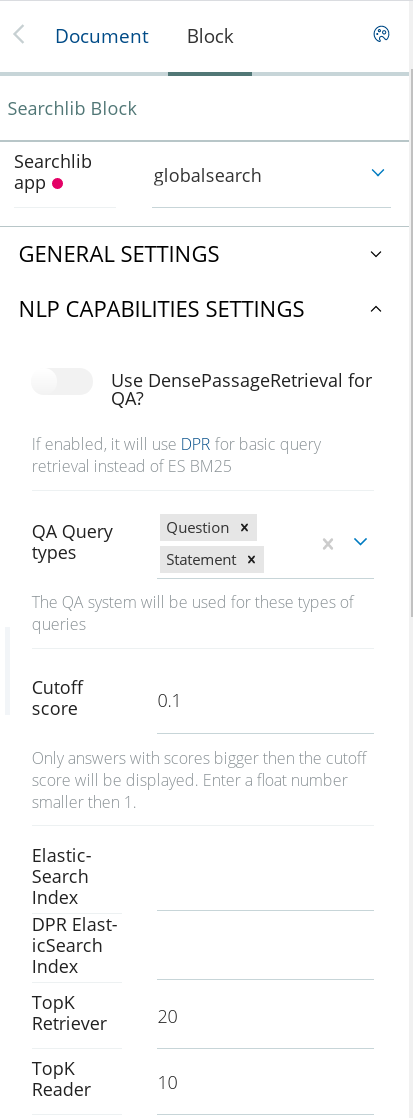 Document Block
Searchlib Block
Searchlib
app
globalsearch
GENERAL SETTINGS
NLP CAPABILITIES SETTINGS
Use DensePassageRetrieval for
QA?
If enabled, it will use DPR for basic query
retrieval instead of ES BM25
QA Query
types
Question ×
Statement ×
The QA system will be used for these types of
queries
Cutoff
score
0.1
Only answers with scores bigger then the cutoff
score will be displayed. Enter a float number
smaller then 1.
Elastic-
Search
Index
DPR Elast-
icSearch
Index
TopK
Retriever
20
TopK
Reader
10